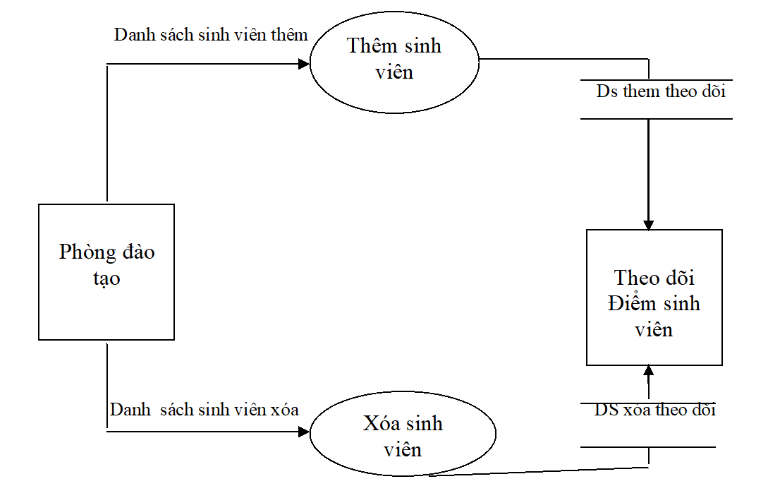 Danh sách sinh viên thêm
Thêm sinh
viên
Ds them theo dõi
Phòng đào
tạo
Theo dõi
Điểm sinh
viên
Danh  sách sinh viên xóa
Xóa sinh
viên
DS xóa theo dõi